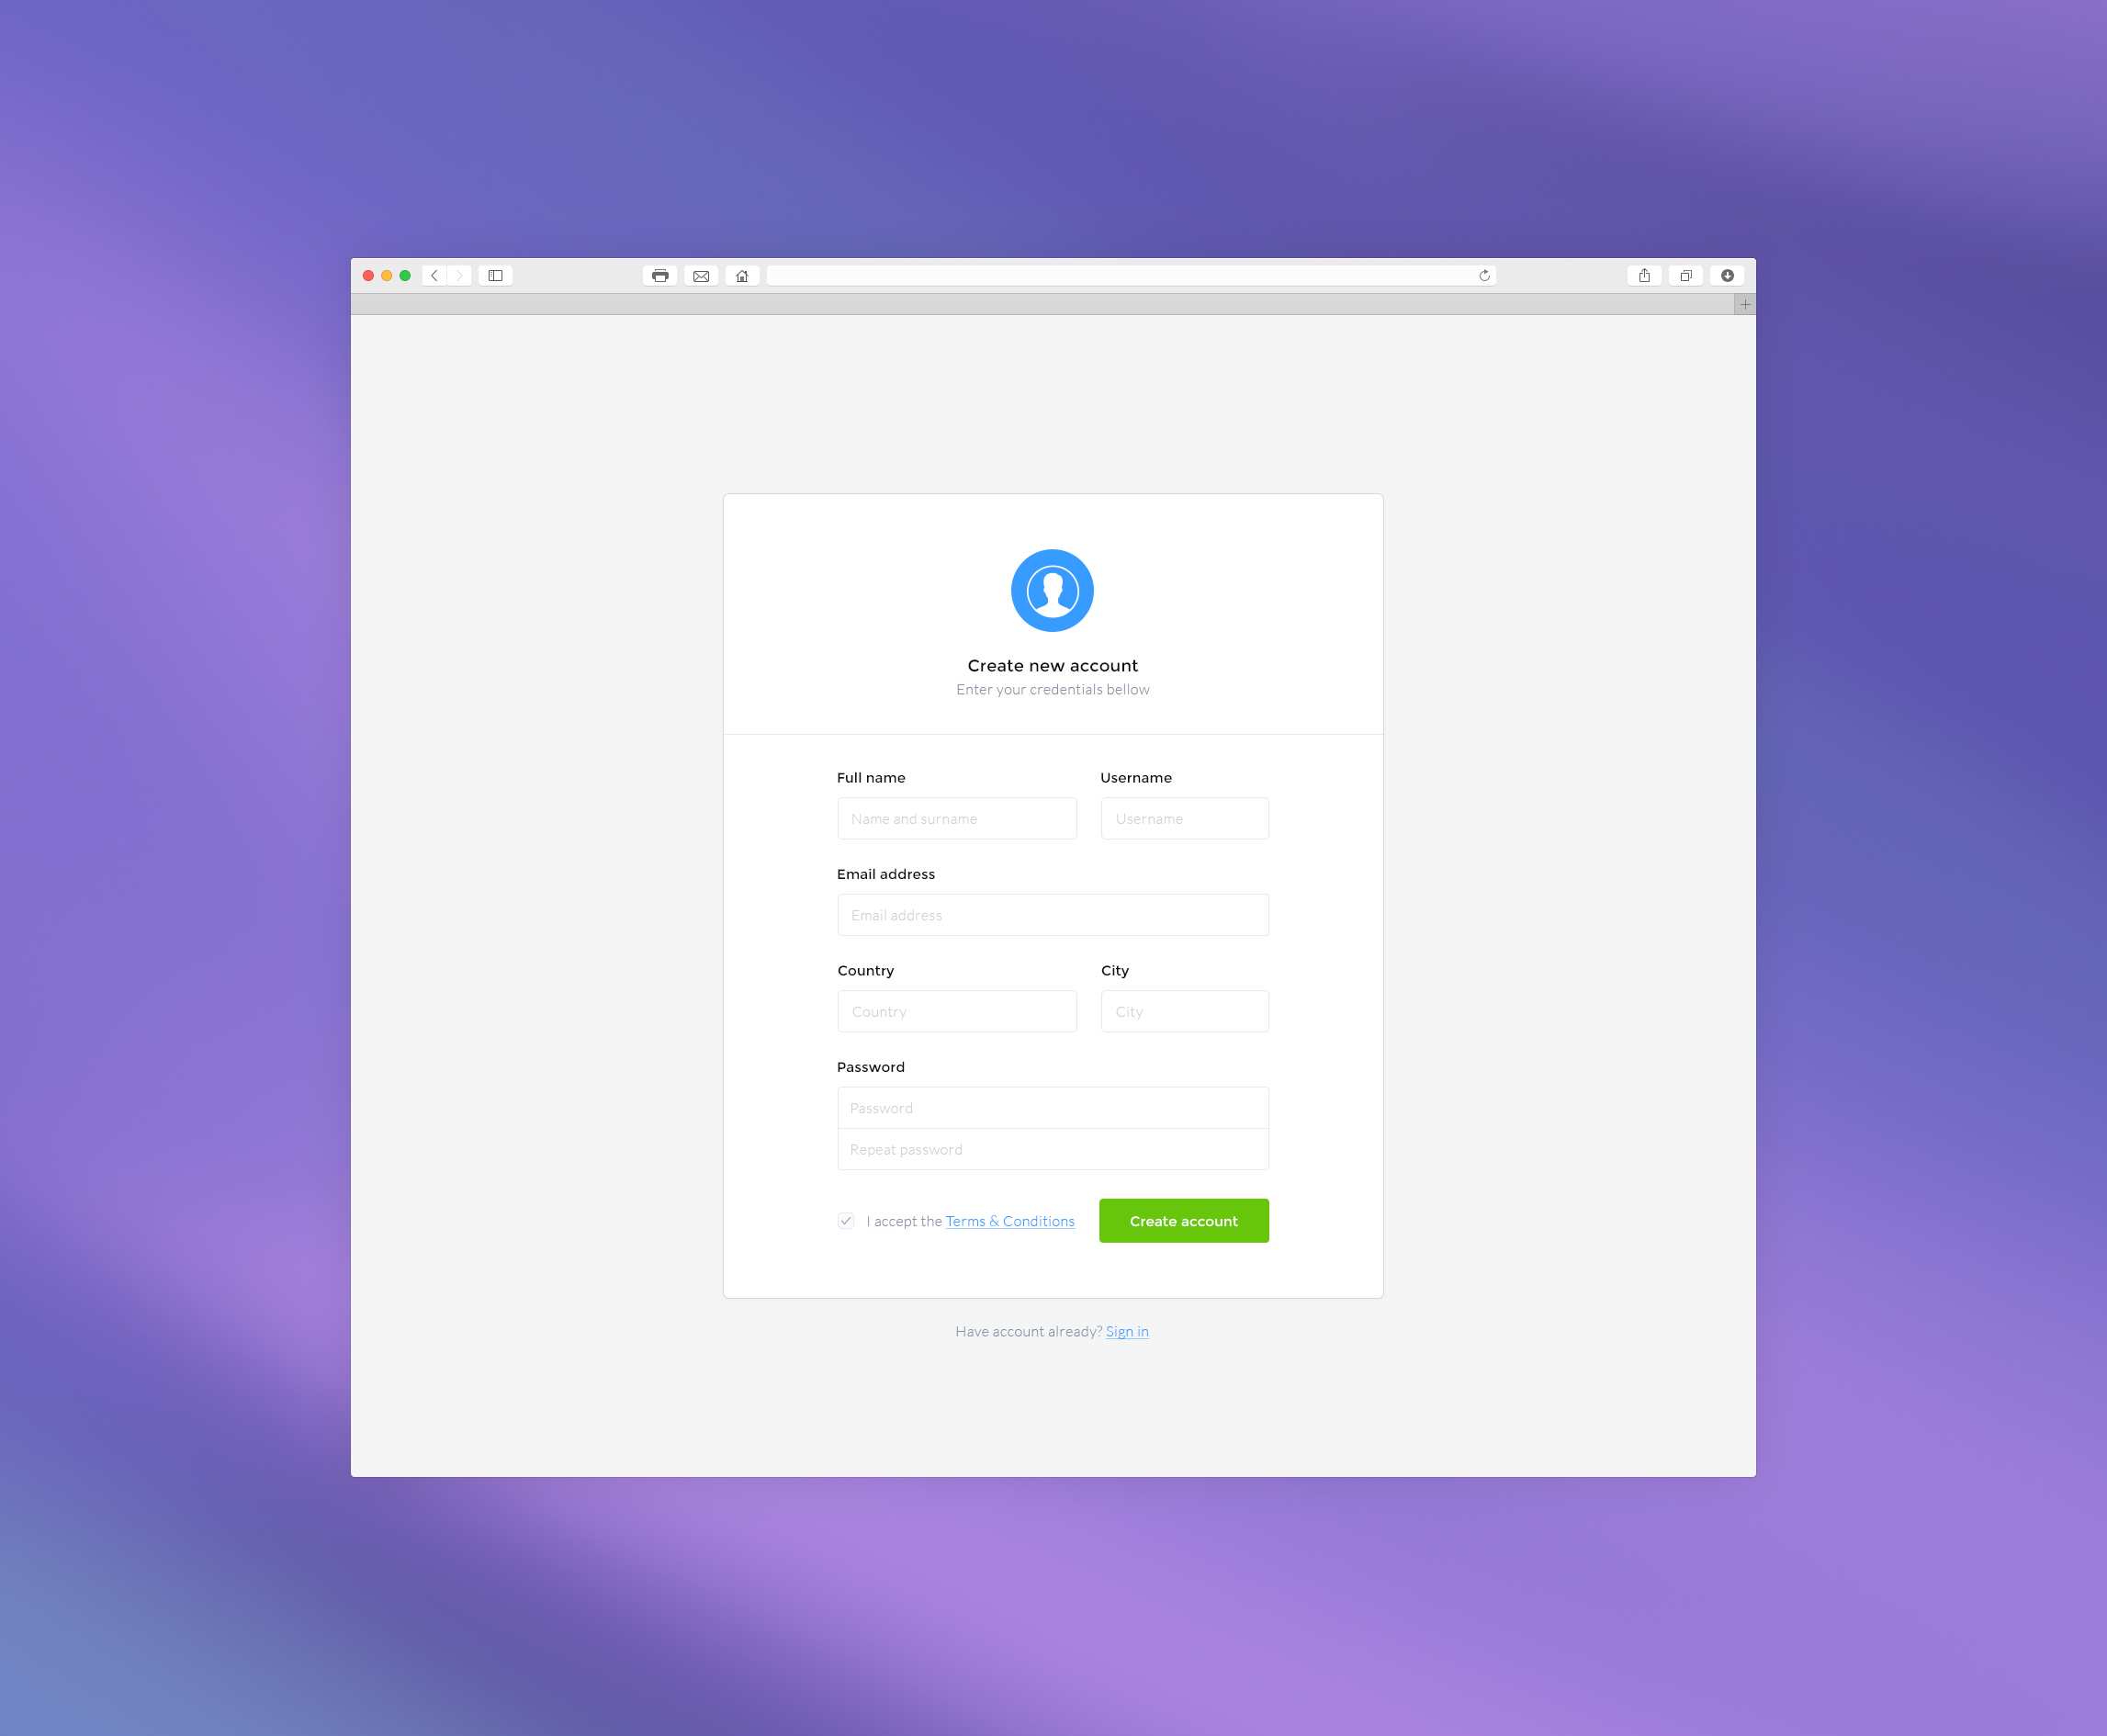 Create new account
Enter your credentials bellow
Full name
Username
Name and surname
Username
Email address
Email address
Country
City
Country
City
Password
Password
Repeat password
I accept the Terms & Conditions
Create account
Have account already? Sign in